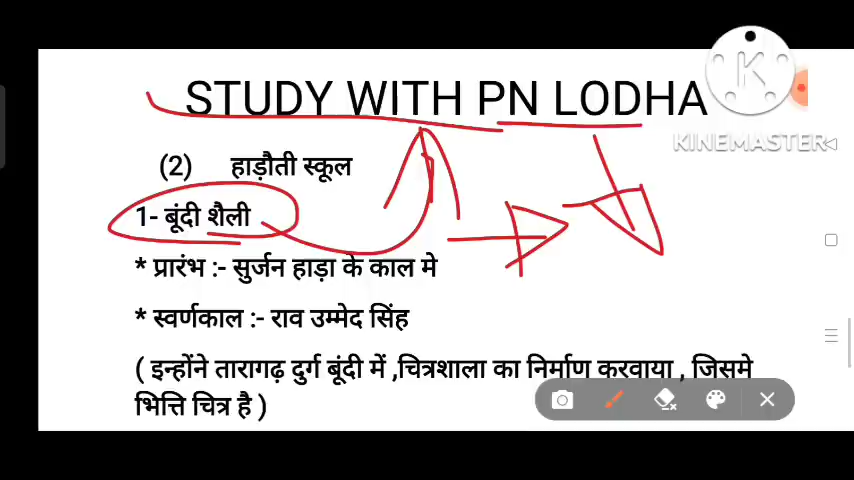 STUDY WITH PN LODHA
KINEMASTER
(2) हाड़ौती स्कूल
1- बूंदी शैली
* प्रारंभ :- सुर्जन हाड़ा के काल मे
* स्वर्णकाल :- राव उम्मेद सिंह
( इन्होंने तारागढ़ दुर्ग बूंदी में ,चित्रशाला का निर्माण करवाया , जिसमे
भित्ति चित्र है )